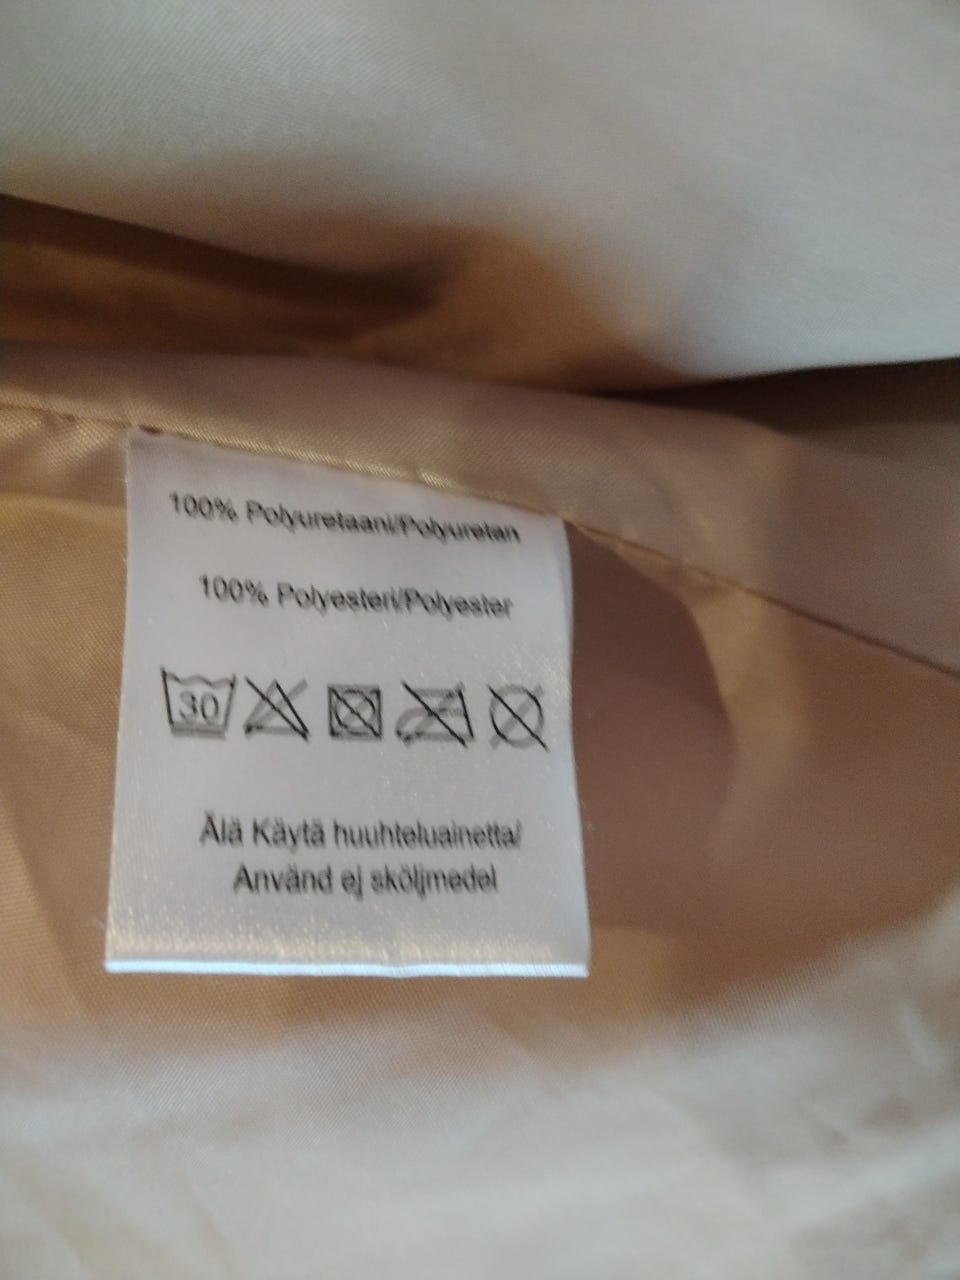 100% Polyuretaani/Polyuretan
100% Polyesteri/Polyester
30
Älä Käytä huuhteluainetta/
Använd ej sköljmedel